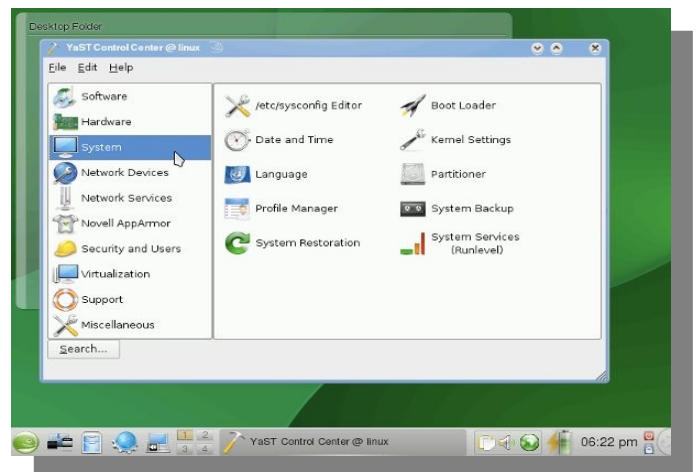 Desktop Folder
YaST Control Center @ linux
File Edit Help
Software
Hardware
System
Network Devices
Network Services
Novell AppArmor
Security and Users
Virtualization
Support
Miscellaneous
/etc/sysconfig Editor
Boot Loader
Date and Time
Kernel Settings
Language
Partitioner
Profile Manager
System Backup
System Restoration
System Services
(Runlevel)
Search...
1 2
3 4
YaST Control Center @ linux
06:22 pm